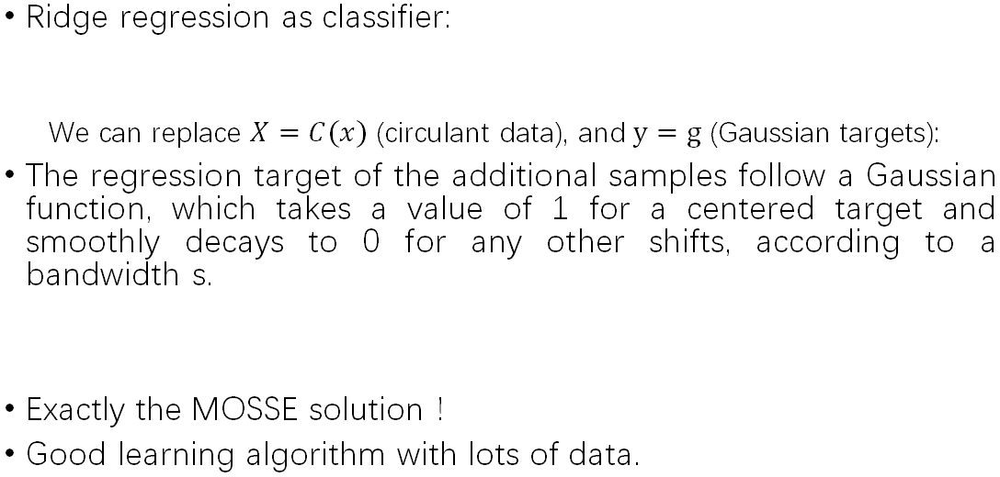 • Ridge regression as classifier:
We can replace X = C(x) (circulant data), and y = g (Gaussian targets):
• The regression target of the additional samples follow a Gaussian
function, which takes a value of 1 for a centered target and
smoothly decays to 0 for any other shifts, according to a
bandwidth s.
• Exactly the MOSSE solution !
• Good learning algorithm with lots of data.